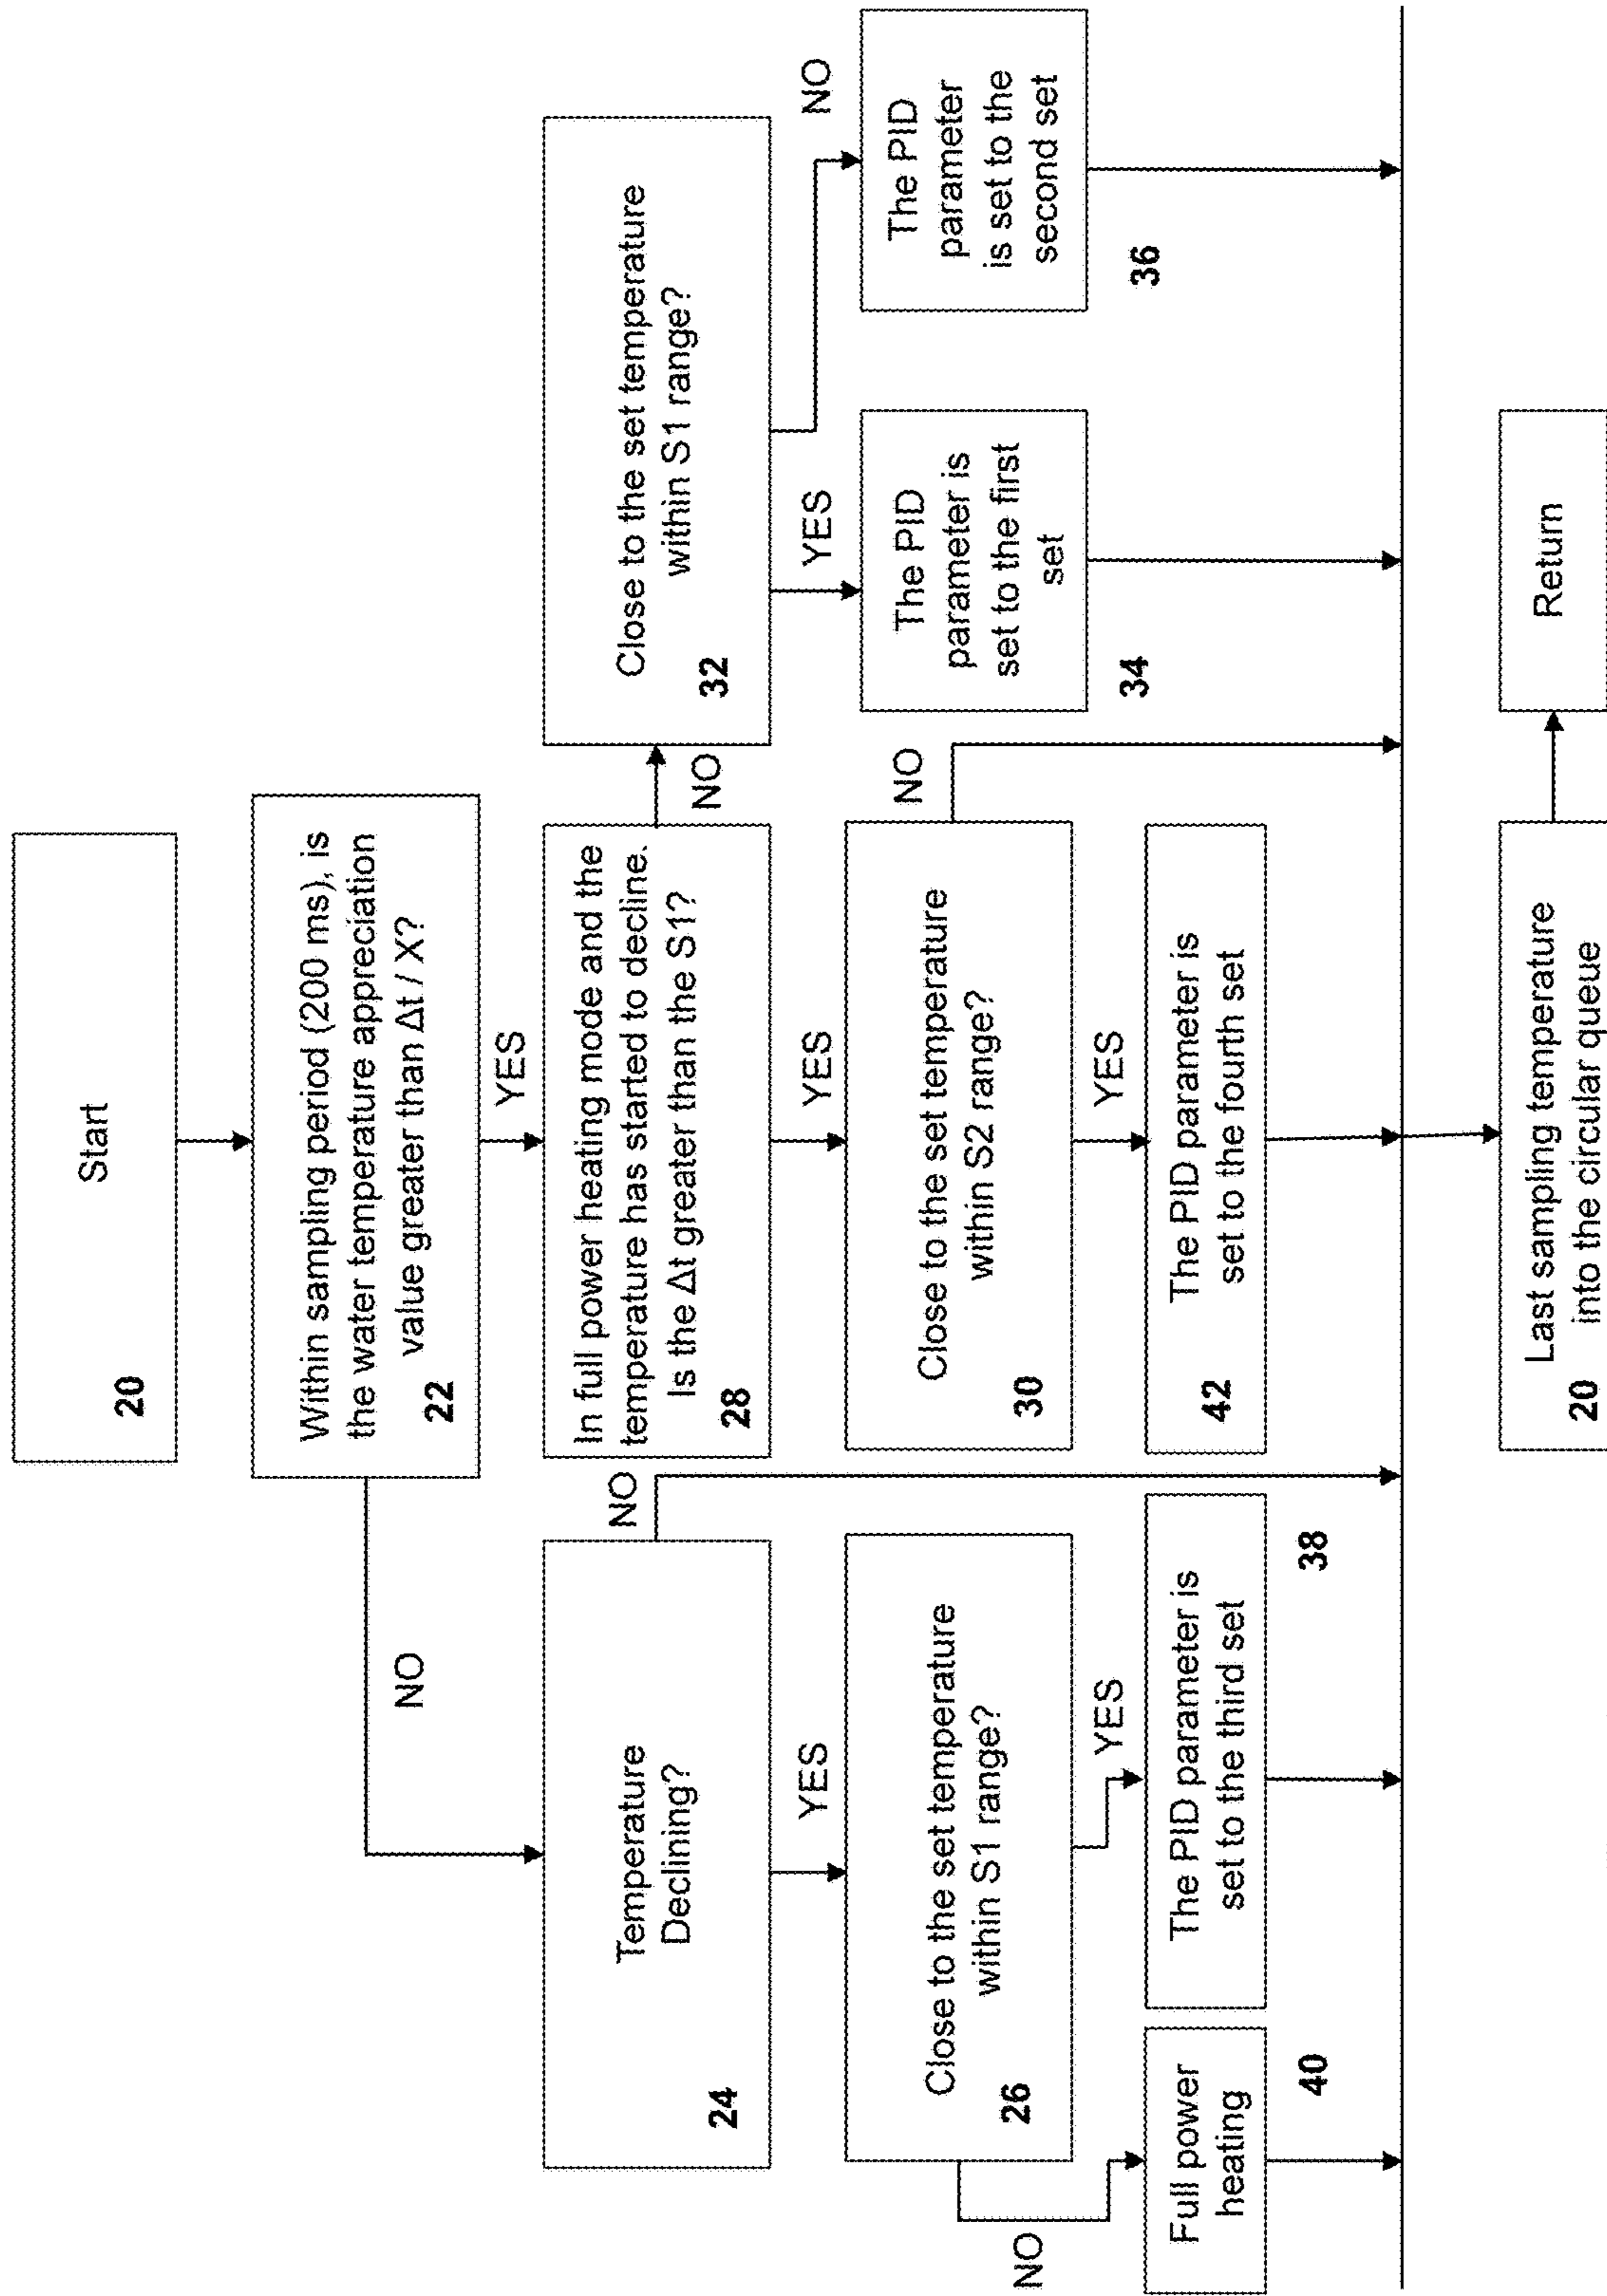 Start
20
Within sampling period (200 ms), is
the water temperature appreciation
value greater than Δt / X?
22
NO
YES
Temperature
Declining?
24
NO
In full power heating mode and the
temperature has started to decline.
Is the Δt greater than the S1?
28
NO
Close to the set temperature
within S1 range?
32
YES
YES
YES
NO
Close to the set temperature
within S1 range?
26
NO
YES
Close to the set temperature
within S2 range?
30
NO
YES
The PID
parameter is
set to the first
set
34
The PID
parameter
is set to the
second set
36
Full power
heating
40
The PID parameter is
set to the third set
38
The PID parameter is
set to the fourth set
42
Last sampling temperature
into the circular queue
20
Return